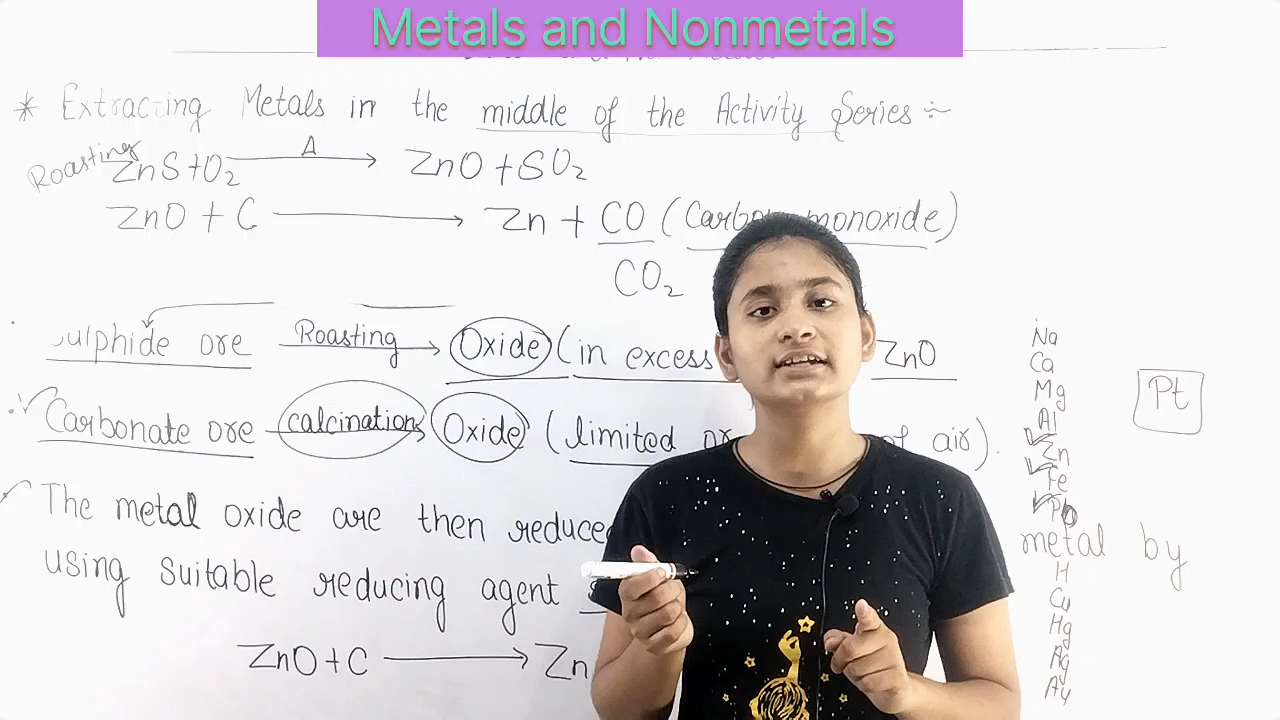 Metals and Nonmetals
* Extracting Metals in the middle of the Activity Series :-
Roasting
ZnS+O₂ → Δ ZnO + SO₂
ZnO + C → Zn + CO (Carbon monoxide)
CO₂
Sulphide ore Roasting → Oxide (in excess ZnO
Carbonate ore calcination → Oxide (limited of air).
The metal oxide are then reduced metal by
using suitable reducing agent
ZnO+C → Zn
Na
Ca
Mg
Al
Zn
Fe
Pb
H
Cu
Hg
Ag
Au
Pt